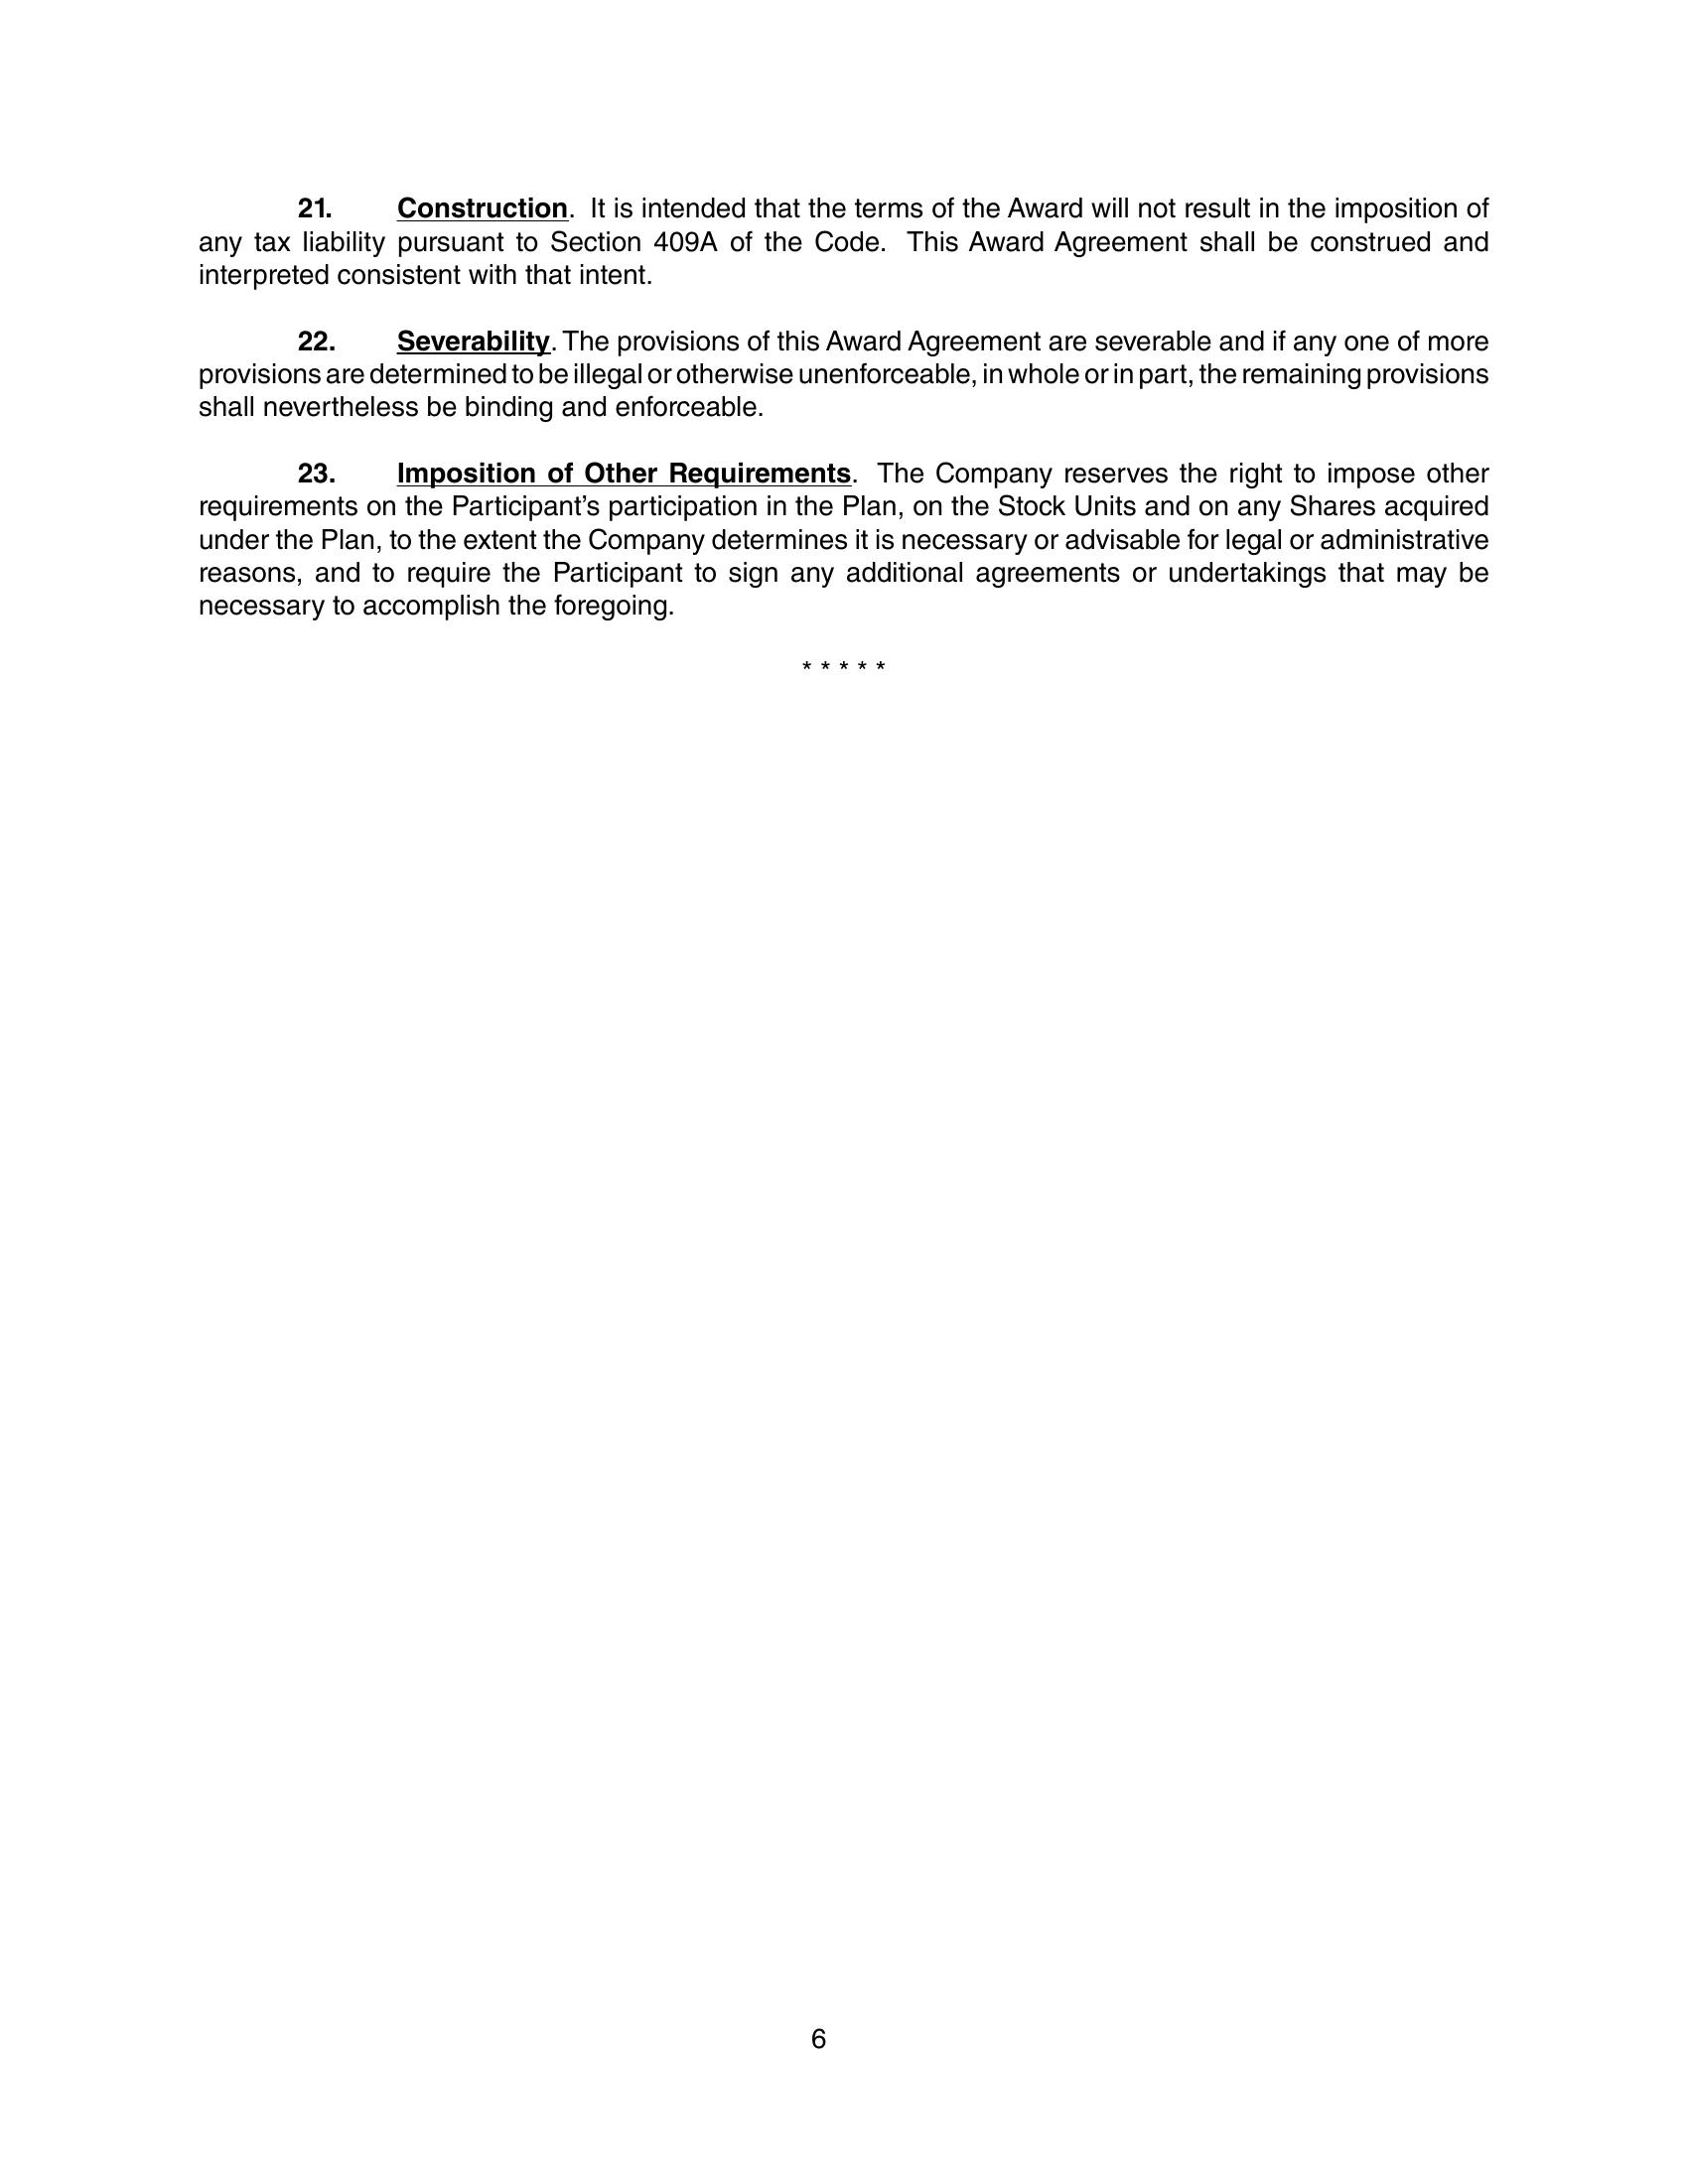 21. Construction. It is intended that the terms of the Award will not result in the imposition of
any tax liability pursuant to Section 409A of the Code. This Award Agreement shall be construed and
interpreted consistent with that intent.
22. Severability. The provisions of this Award Agreement are severable and if any one of more
provisions are determined to be illegal or otherwise unenforceable, in whole or in part, the remaining provisions
shall nevertheless be binding and enforceable.
23. Imposition of Other Requirements. The Company reserves the right to impose other
requirements on the Participant’s participation in the Plan, on the Stock Units and on any Shares acquired
under the Plan, to the extent the Company determines it is necessary or advisable for legal or administrative
reasons, and to require the Participant to sign any additional agreements or undertakings that may be
necessary to accomplish the foregoing.
* * * * *
6